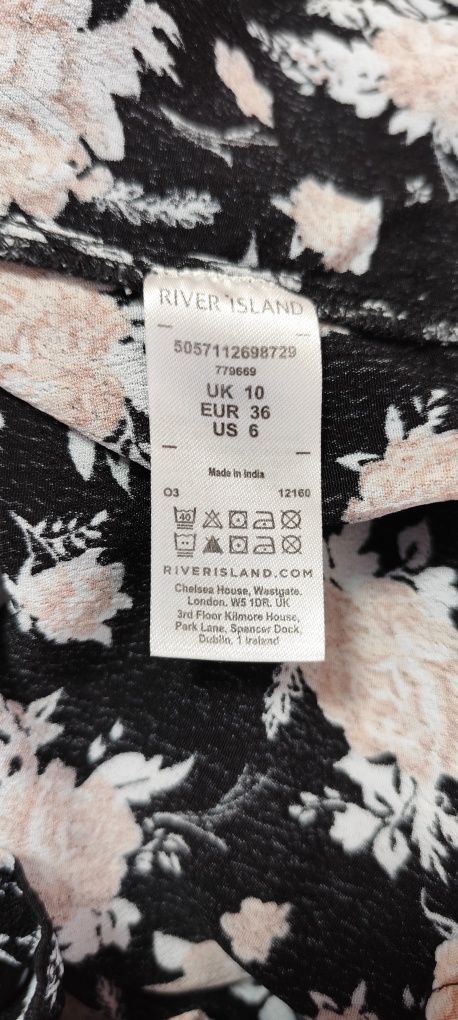 RIVER ISLAND
5057112698729
779669
UK 10
EUR 36
US 6
Made in India
O3 12160
40
RIVERISLAND.COM
Chelsea House, Westgate,
London. W5 1DR. UK
3rd Floor Kilmore House,
Park Lane, Spencer Dock,
Dublin, 1 Ireland